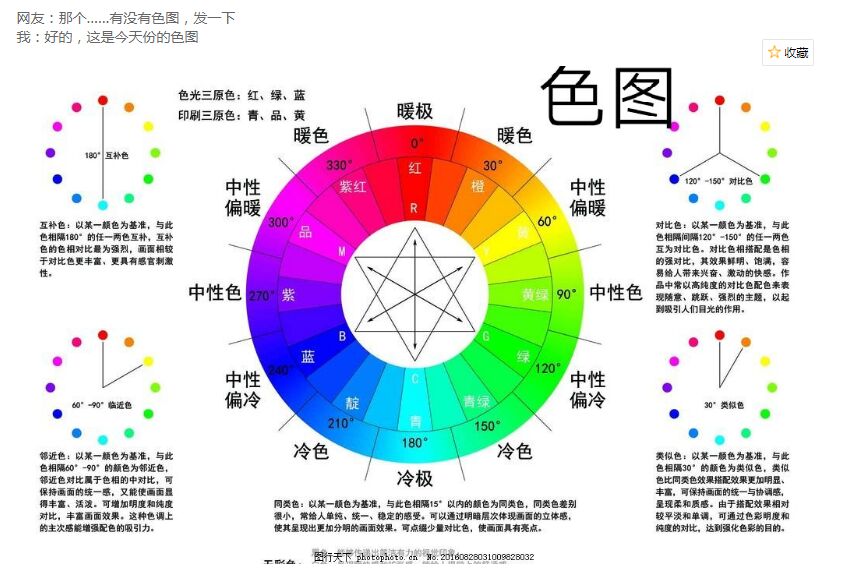 网友：那个......有没有色图，发一下
我：好的，这是今天份的色图
收藏
色图
色光三原色：红、绿、蓝
印刷三原色：青、品、黄
180° 互补色
互补色：以某一颜色为基准，与此
色相隔180°的任一两色互补，互补
色的色相对比最为强烈，画面相较
于对比色更丰富、更具有感官刺激
性。
60°-90° 临近色
邻近色：以某一颜色为基准，与此
色相隔60°-90°的颜色为邻近色，
邻近色对比属于色相的中对比，可
保持画面的统一感，又能使画面显
得丰富、活泼。可增加明度和纯度
对比，丰富画面效果。这种色调上
的主次感能增强配色的吸引力。
暖极
暖色
暖色
中性
偏暖
中性
偏暖
中性色
中性色
中性
偏冷
中性
偏冷
冷色
冷色
冷极
0°
30°
60°
90°
120°
150°
180°
210°
240°
270°
300°
330°
红
橙
黄
黄绿
绿
青绿
青
靛
蓝
紫
品
紫红
R
Y
G
C
B
M
120°-150° 对比色
对比色：以某一颜色为基准，与此
色相隔间隔120°-150°的任一两色
互为对比色。对比色相搭配是色相
的强对比，其效果鲜明、饱满，容
易给人带来兴奋、激动的快感。作
品中常以高纯度的对比色配色来表
现随意、跳跃、强烈的主题，以起
到吸引人们目光的作用。
30° 类似色
类似色：以某一颜色为基准，与此
色相隔30°的颜色为类似色，类似
色比同类色效果搭配效果更加明显、
丰富，可保持画面的统一与协调感，
呈现柔和质感。由于搭配效果相对
较平淡和单调，可通过色彩明度和
纯度的对比，达到强化色彩的目的。
同类色：以某一颜色为基准，与此色相隔15°以内的颜色为同类色，同类色差别
很小，常给人单纯、统一、稳定的感受。可以通过明暗层次体现画面的立体感，
使其呈现出更加分明的画面效果。可点缀少量对比色，使画面具有亮点。
图行天下 photophoto.cn No.20160826031009828032